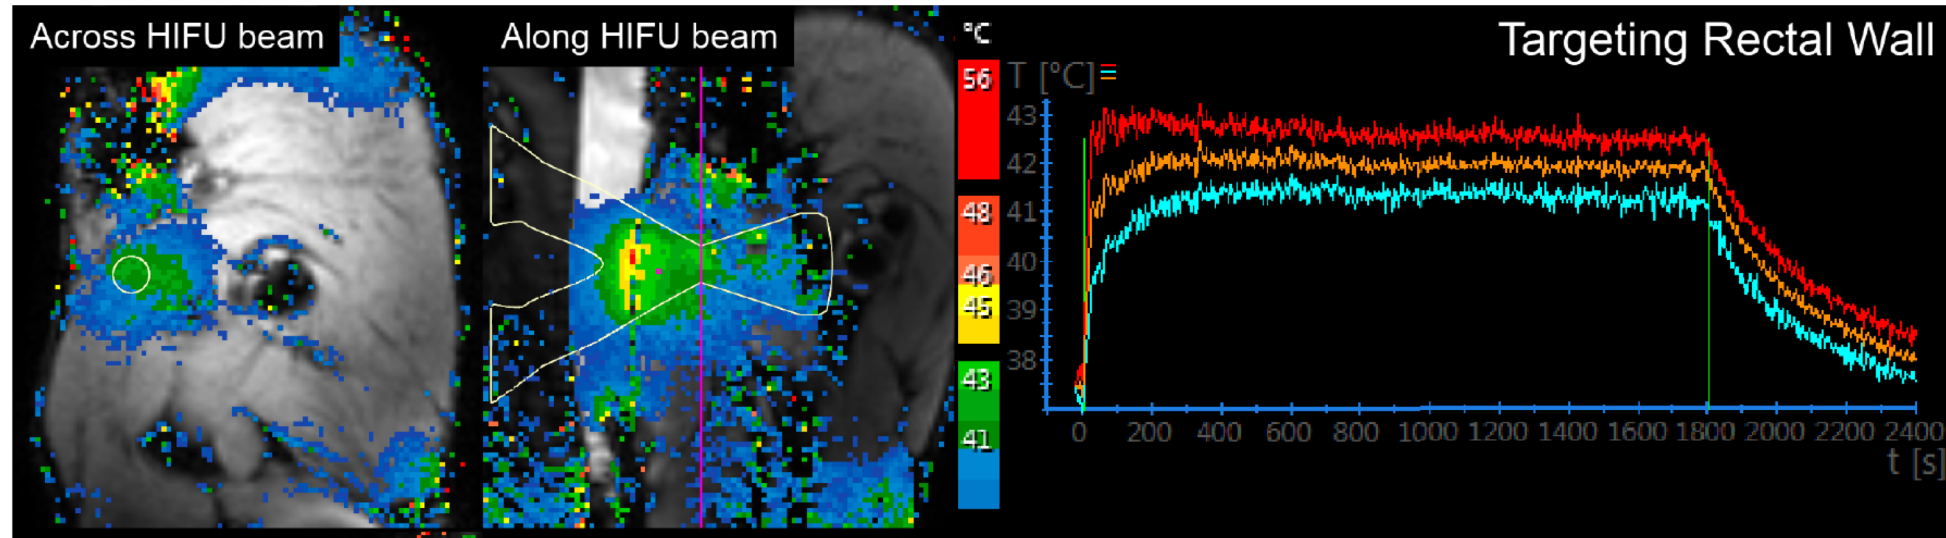 Across HIFU beam
Along HIFU beam
°C
56
48
46
45
43
41
Targeting Rectal Wall
T [°C]
43
42
41
40
39
38
0 200 400 600 800 1000 1200 1400 1600 1800 2000 2200 2400
t [s]